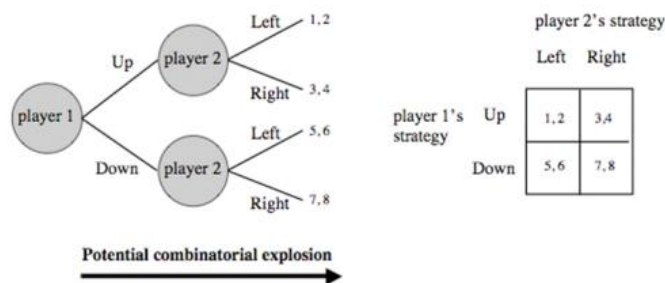 player 1
Up
Down
player 2
player 2
Left
1,2
Right
3,4
Left
5,6
Right
7,8
Potential combinatorial explosion
player 2's strategy
Left Right
player 1's
strategy
Up
1,2 3,4
Down
5,6 7,8